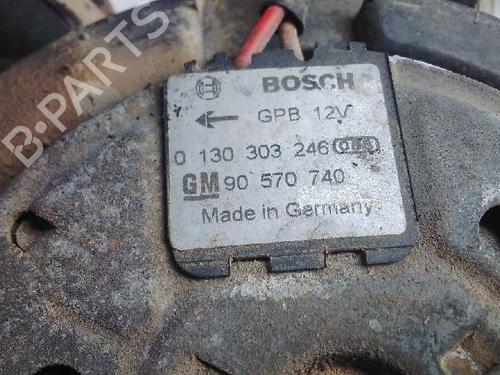 BOSCH
GPB 12V
0 130 303 246
GM 90 570 740
Made in Germany
B-PARTS